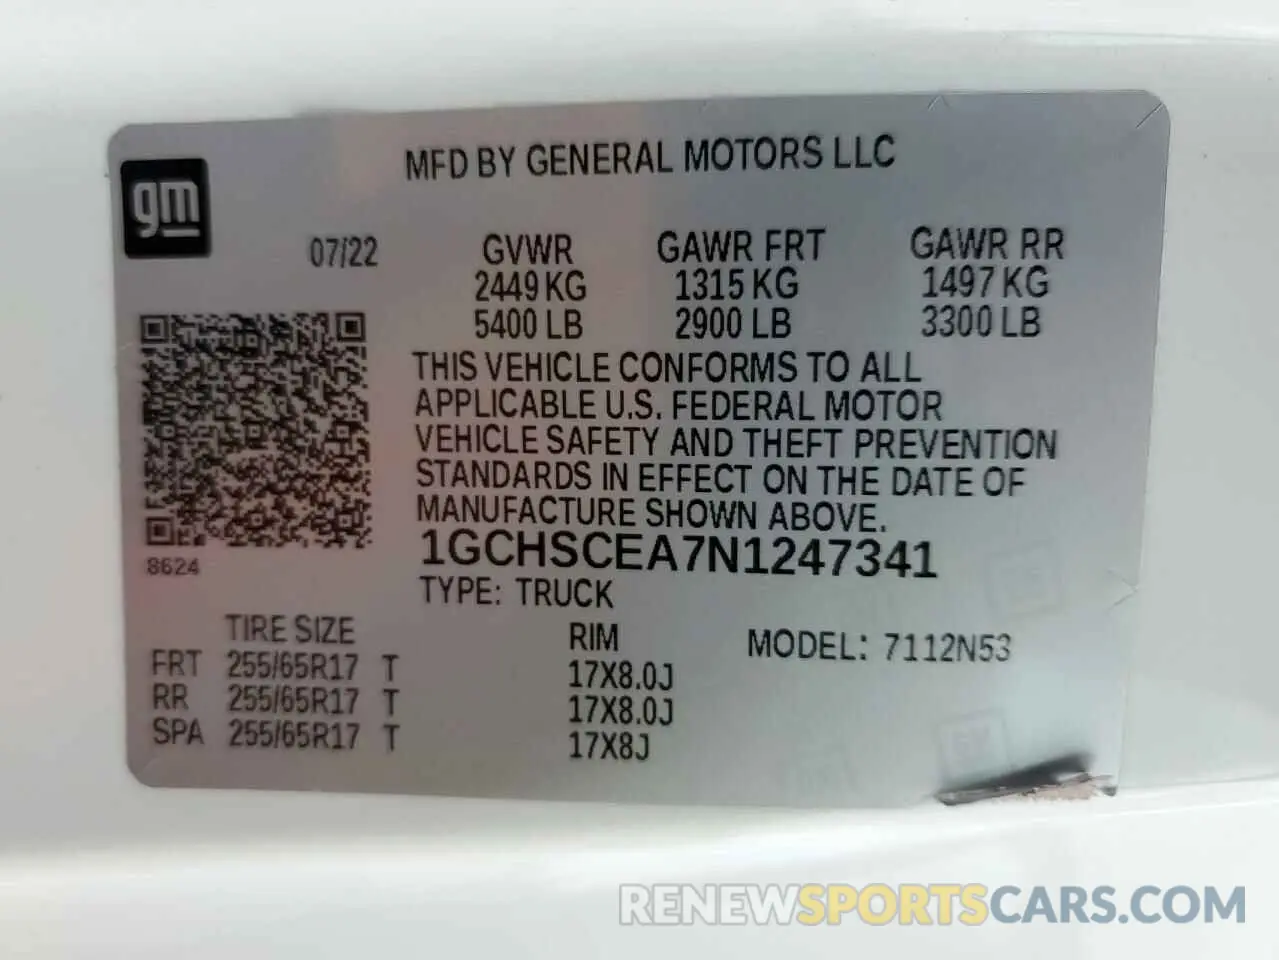 MFD BY GENERAL MOTORS LLC
gm
07/22 GVWR GAWR FRT GAWR RR
2449 KG 1315 KG 1497 KG
5400 LB 2900 LB 3300 LB
THIS VEHICLE CONFORMS TO ALL
APPLICABLE U.S. FEDERAL MOTOR
VEHICLE SAFETY AND THEFT PREVENTION
STANDARDS IN EFFECT ON THE DATE OF
MANUFACTURE SHOWN ABOVE.
8624
1GCHSCEA7N1247341
TYPE: TRUCK
TIRE SIZE RIM MODEL: 7112N53
FRT 255/65R17 T 17X8.0J
RR 255/65R17 T 17X8.0J
SPA 255/65R17 T 17X8J
RENEWSPORTSCARS.COM